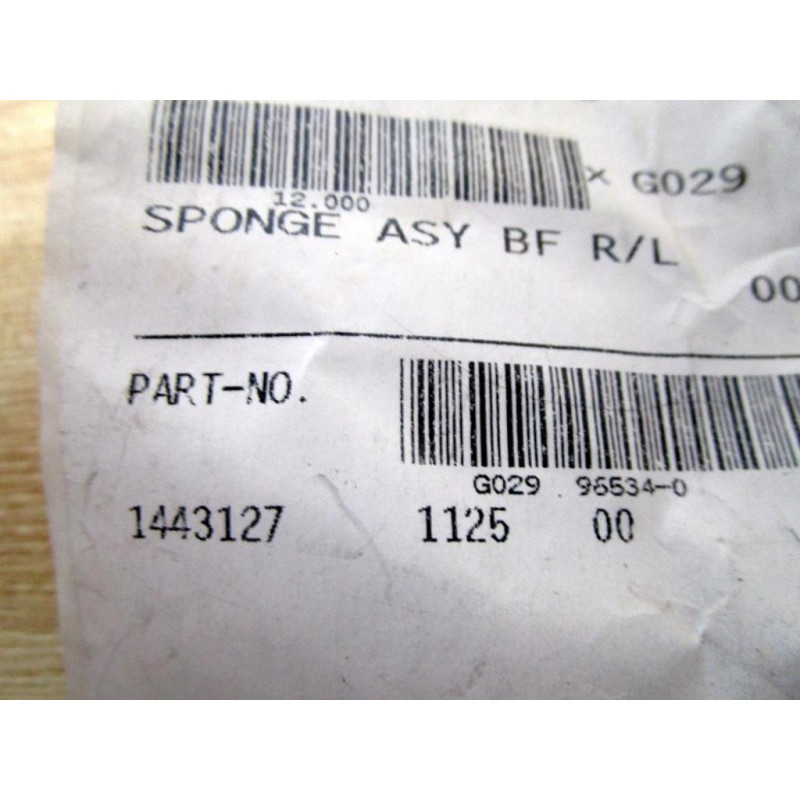 × G029
12.000
SPONGE ASY BF R/L
00
PART-NO.
G029 96534-0
1443127 1125 00